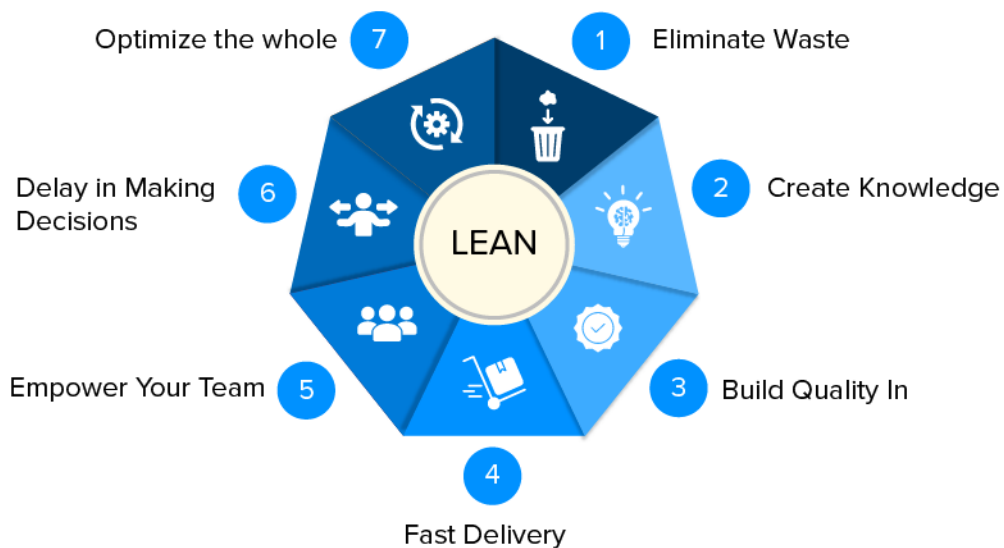 Optimize the whole
7
1
Eliminate Waste
Delay in Making
Decisions
6
2
Create Knowledge
LEAN
Empower Your Team
5
3
Build Quality In
4
Fast Delivery